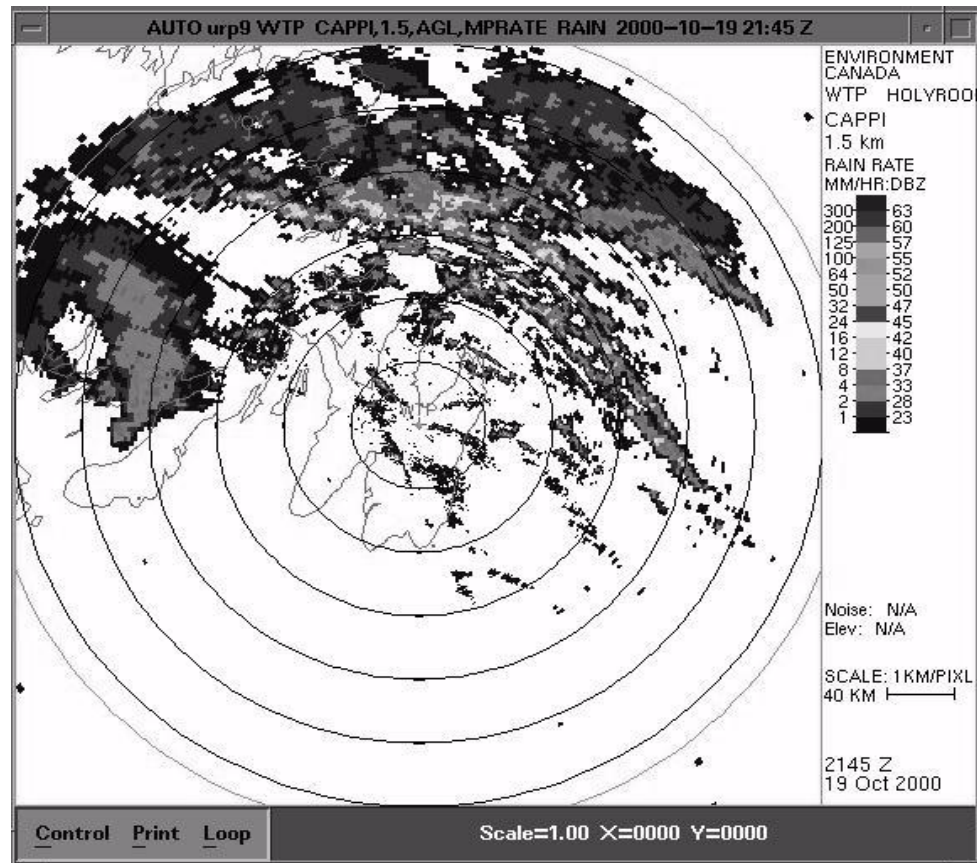 AUTO urp9 WTP CAPPI,1.5,AGL,MPRATE RAIN 2000-10-19 21:45 Z
ENVIRONMENT
CANADA
WTP HOLYROO
CAPPI
1.5 km
RAIN RATE
MM/HR:DBZ
300 63
200 60
125 57
100 55
64 52
50 50
32 47
24 45
16 42
12 40
8 37
4 33
2 28
1 23
WTP
Noise: N/A
Elev: N/A
SCALE: 1KM/PIXL
40 KM
2145 Z
19 Oct 2000
Control Print Loop
Scale=1.00 X=0000 Y=0000